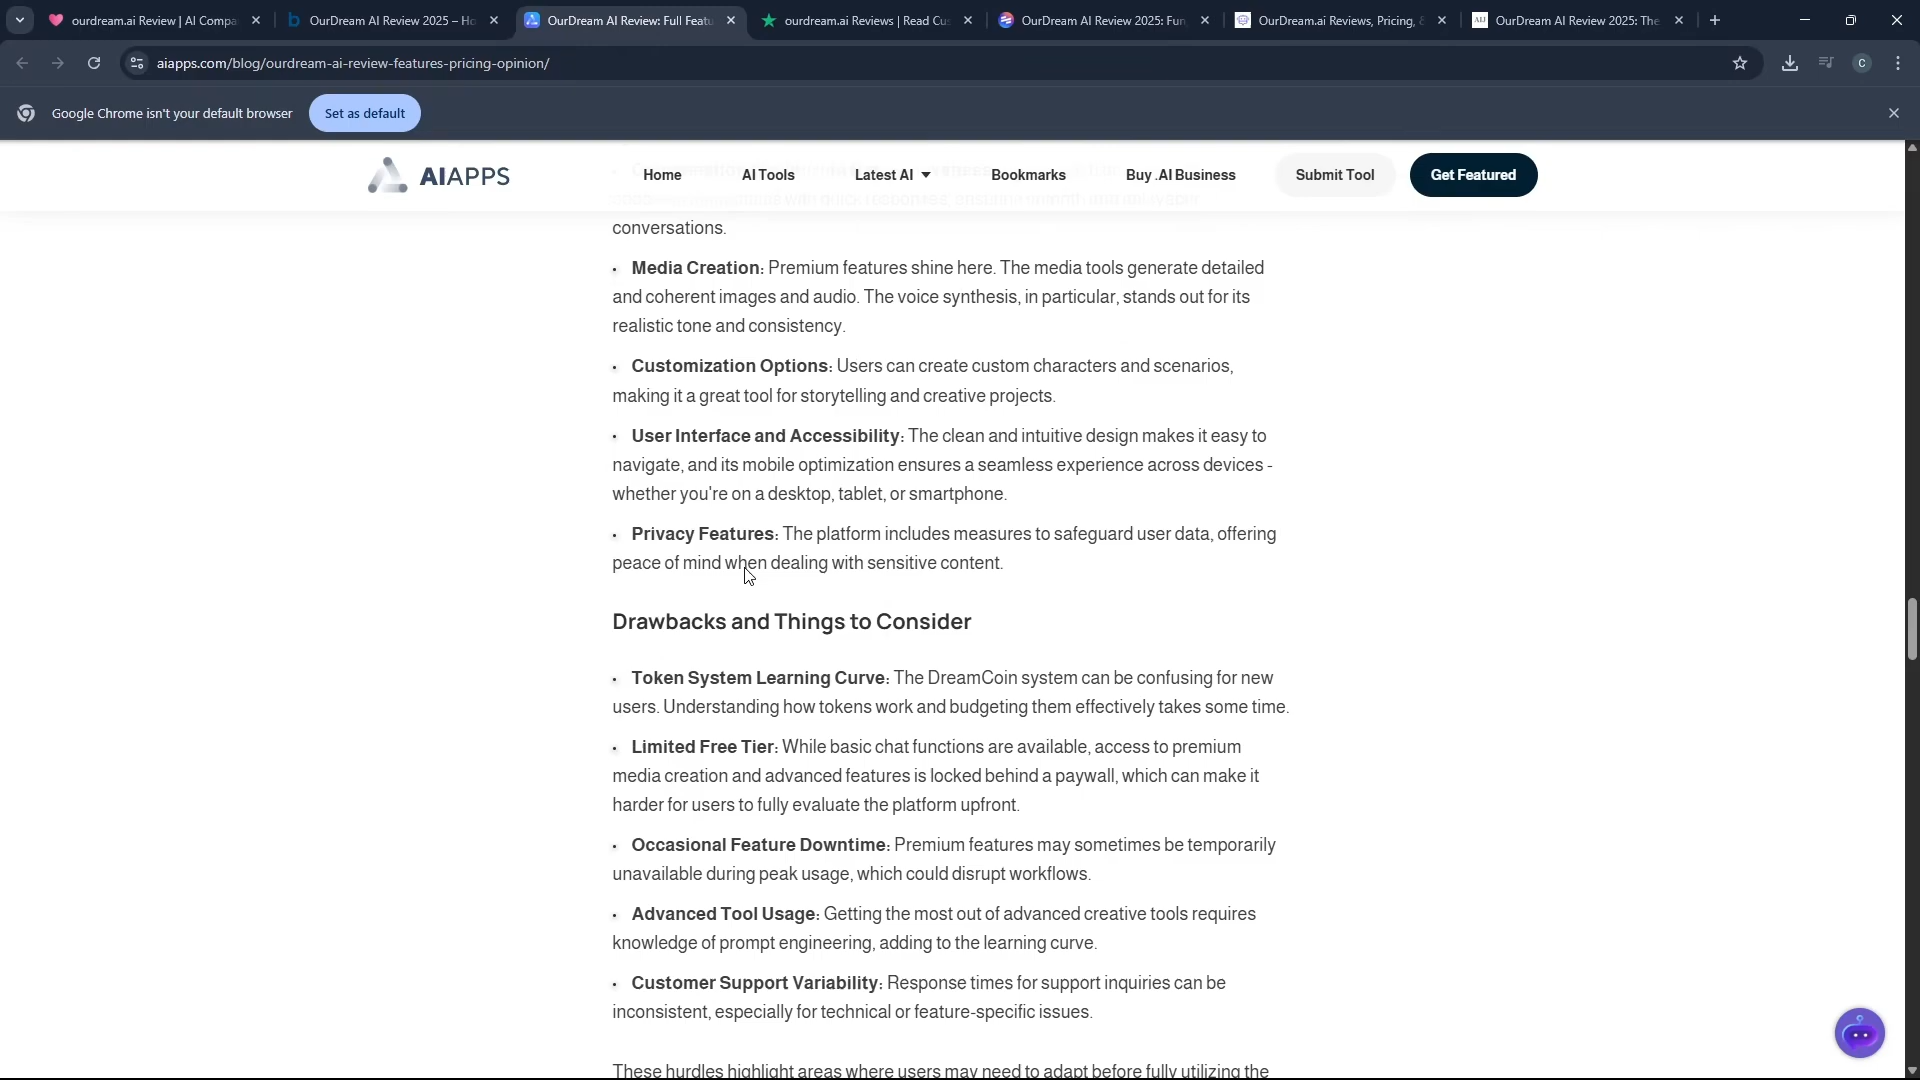 ourdream.ai Review | AI Compa
OurDream AI Review 2025 – Ho
OurDream AI Review: Full Featu
ourdream.ai Reviews | Read Cus
OurDream AI Review 2025: Fun
OurDream.ai Reviews, Pricing, &
OurDream AI Review 2025: The
aiapps.com/blog/ourdream-ai-review-features-pricing-opinion/
C
Google Chrome isn't your default browser
Set as default
AIAPPS
Home
AI Tools
Latest AI
Bookmarks
Buy .AI Business
Submit Tool
Get Featured
conversations.
• Media Creation: Premium features shine here. The media tools generate detailed
and coherent images and audio. The voice synthesis, in particular, stands out for its
realistic tone and consistency.
• Customization Options: Users can create custom characters and scenarios,
making it a great tool for storytelling and creative projects.
• User Interface and Accessibility: The clean and intuitive design makes it easy to
navigate, and its mobile optimization ensures a seamless experience across devices -
whether you're on a desktop, tablet, or smartphone.
• Privacy Features: The platform includes measures to safeguard user data, offering
peace of mind when dealing with sensitive content.
Drawbacks and Things to Consider
• Token System Learning Curve: The DreamCoin system can be confusing for new
users. Understanding how tokens work and budgeting them effectively takes some time.
• Limited Free Tier: While basic chat functions are available, access to premium
media creation and advanced features is locked behind a paywall, which can make it
harder for users to fully evaluate the platform upfront.
• Occasional Feature Downtime: Premium features may sometimes be temporarily
unavailable during peak usage, which could disrupt workflows.
• Advanced Tool Usage: Getting the most out of advanced creative tools requires
knowledge of prompt engineering, adding to the learning curve.
• Customer Support Variability: Response times for support inquiries can be
inconsistent, especially for technical or feature-specific issues.
These hurdles highlight areas where users may need to adapt before fully utilizing the